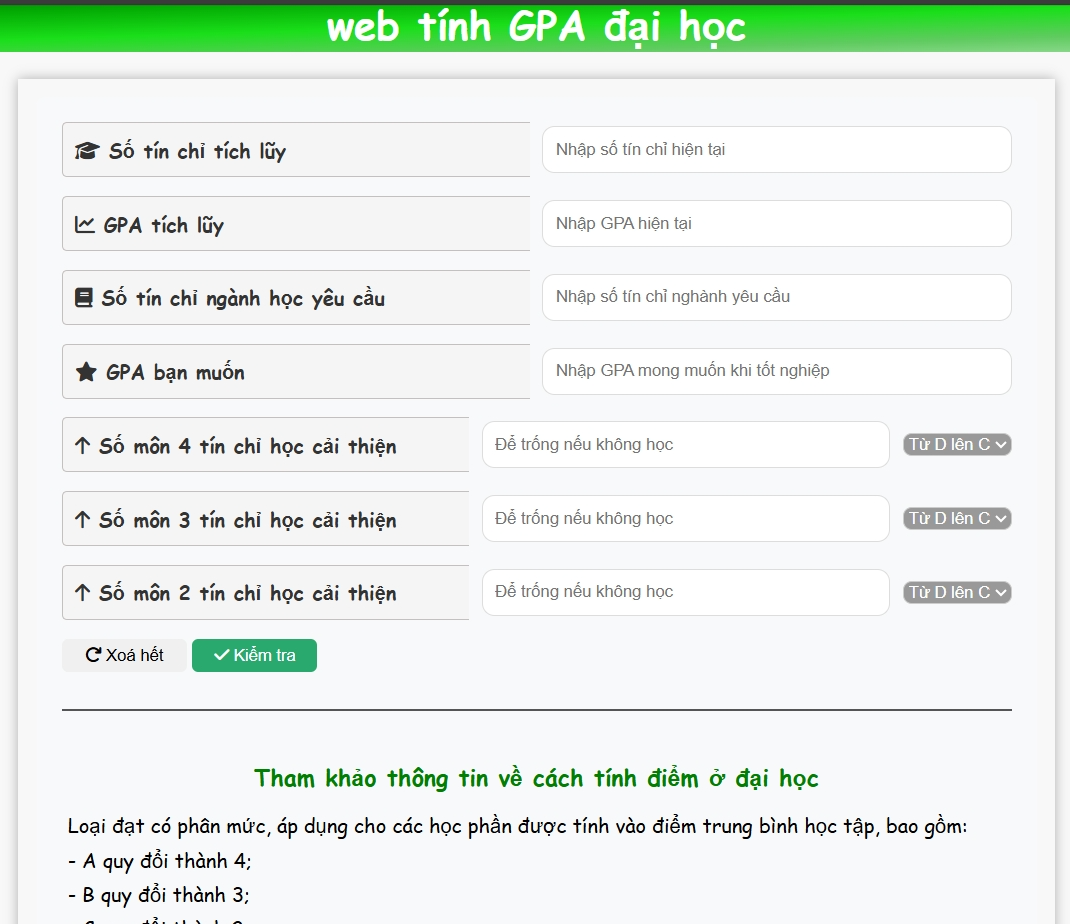 web tính GPA đại học
Số tín chỉ tích lũy
Nhập số tín chỉ hiện tại
GPA tích lũy
Nhập GPA hiện tại
Số tín chỉ ngành học yêu cầu
Nhập số tín chỉ nghành yêu cầu
GPA bạn muốn
Nhập GPA mong muốn khi tốt nghiệp
Số môn 4 tín chỉ học cải thiện
Để trống nếu không học
Từ D lên C
Số môn 3 tín chỉ học cải thiện
Để trống nếu không học
Từ D lên C
Số môn 2 tín chỉ học cải thiện
Để trống nếu không học
Từ D lên C
Xoá hết
Kiểm tra
Tham khảo thông tin về cách tính điểm ở đại học
Loại đạt có phân mức, áp dụng cho các học phần được tính vào điểm trung bình học tập, bao gồm:
- A quy đổi thành 4;
- B quy đổi thành 3;